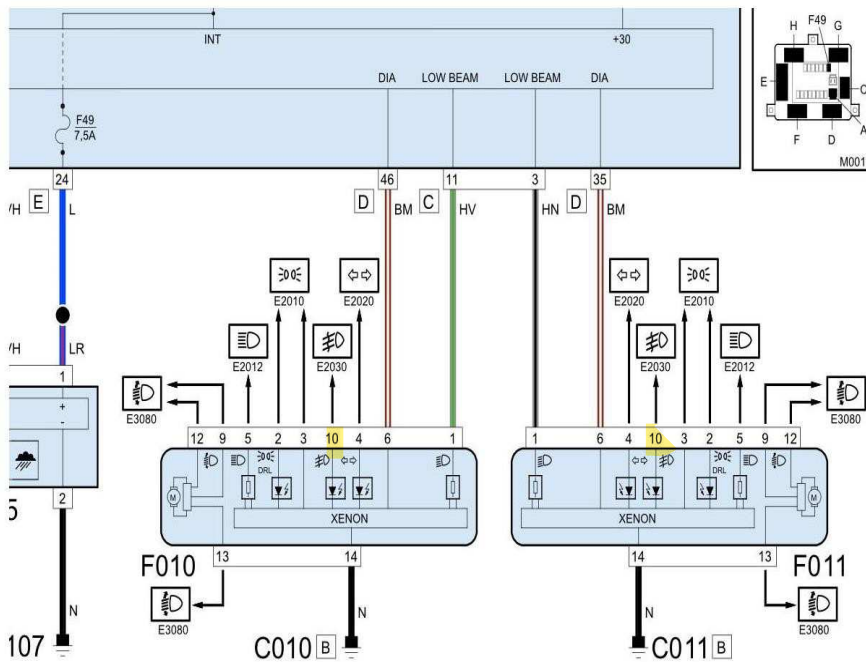 INT
+30
H
F49
G
E
C
A
F
D
M001
DIA
LOW BEAM
LOW BEAM
DIA
F49
7,5A
24
46
11
3
35
/H
E
L
D
BM
C
HV
HN
D
BM
E2010
E2020
E2020
E2010
E2012
E2030
E2030
E2012
/H
LR
E3080
E3080
1
12
9
5
2
3
10
4
6
1
1
6
4
10
3
2
5
9
12
+
-
M
DRL
DRL
M
XENON
XENON
2
5
13
14
14
13
F010
F011
E3080
E3080
N
N
N
107
C010
B
C011
B